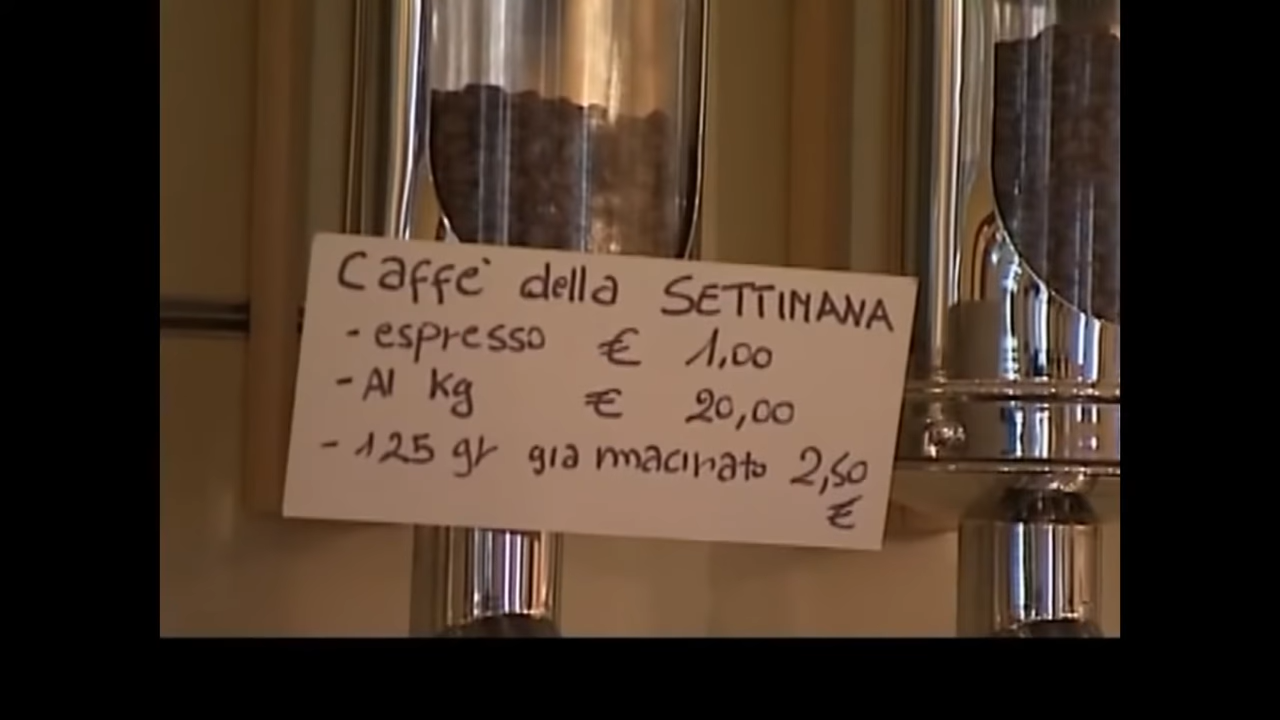 Caffe' della SETTIMANA
- espresso € 1,00
- Al kg € 20,00
- 125 gr gia macinato 2,50
€